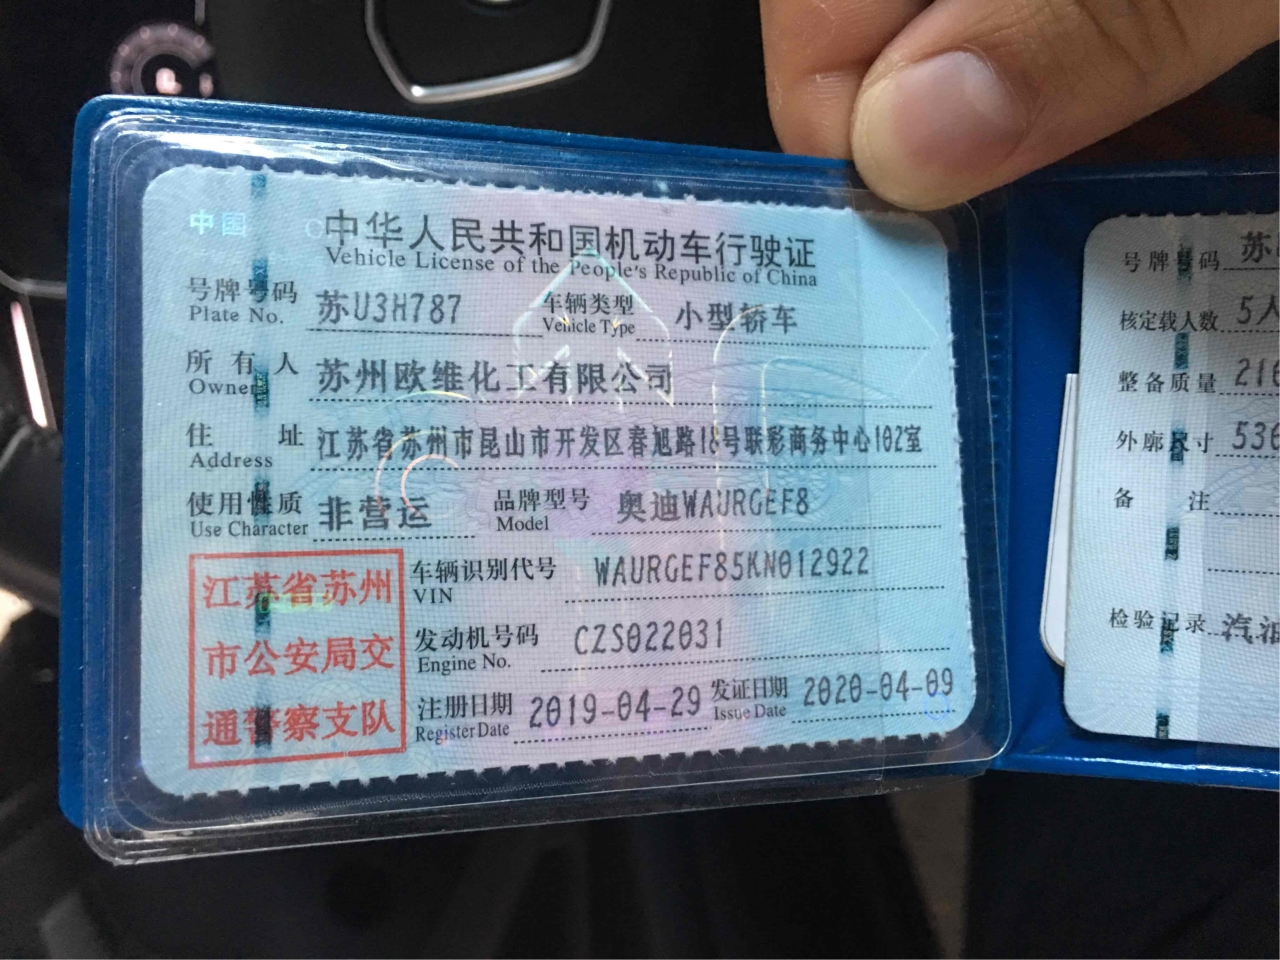 中国
中华人民共和国机动车行驶证
Vehicle License of the People's Republic of China
号牌号码 苏U3H787 车辆类型 小型轿车
Plate No. Vehicle Type
所有人 苏州欧维化工有限公司
Owner
住址 江苏省苏州市昆山市开发区春旭路18号联彩商务中心102室
Address
使用性质 非营运 品牌型号 奥迪WAURGEF8
Use Character Model
江苏省苏州
市公安局交
通警察支队
车辆识别代号 WAURGEF85KN012922
VIN
发动机号码 CZS022031
Engine No.
注册日期 2019-04-29 发证日期 2020-04-09
Register Date Issue Date
号牌号码 苏
核定载人数 5人
整备质量 210
外廓尺寸 536
备注
检验记录 汽油